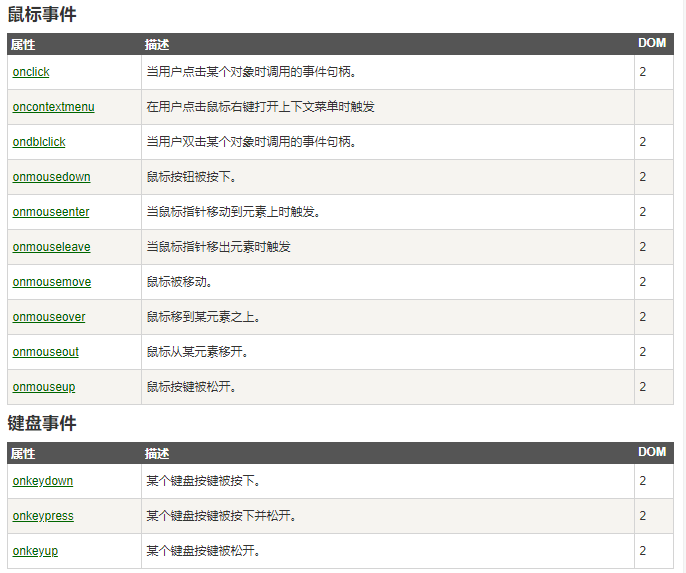 鼠标事件
属性 描述 DOM
onclick 当用户点击某个对象时调用的事件句柄。 2
oncontextmenu 在用户点击鼠标右键打开上下文菜单时触发
ondblclick 当用户双击某个对象时调用的事件句柄。 2
onmousedown 鼠标按钮被按下。 2
onmouseenter 当鼠标指针移动到元素上时触发。 2
onmouseleave 当鼠标指针移出元素时触发 2
onmousemove 鼠标被移动。 2
onmouseover 鼠标移到某元素之上。 2
onmouseout 鼠标从某元素移开。 2
onmouseup 鼠标按键被松开。 2
键盘事件
属性 描述 DOM
onkeydown 某个键盘按键被按下。 2
onkeypress 某个键盘按键被按下并松开。 2
onkeyup 某个键盘按键被松开。 2